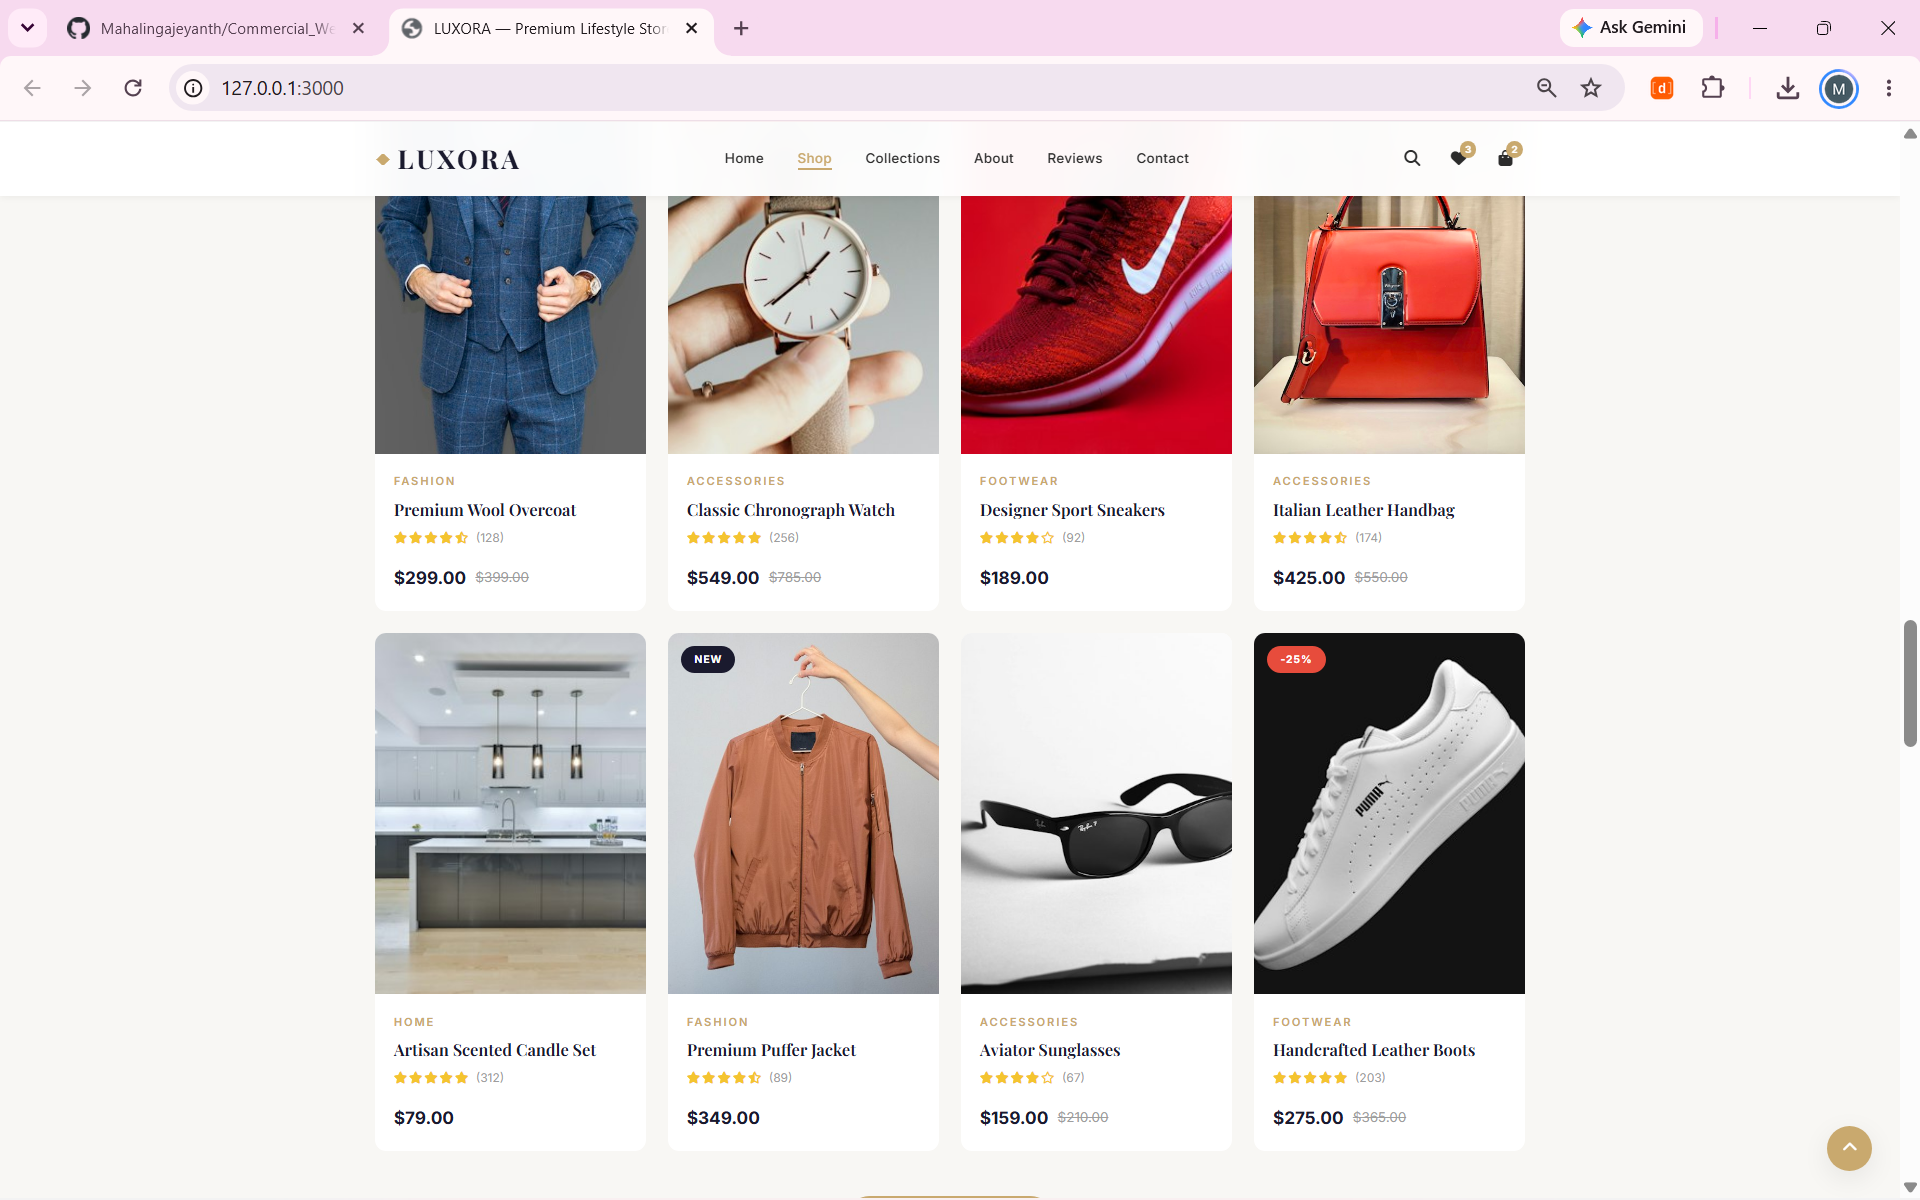 Mahalingajeyanth/Commercial_We
LUXORA — Premium Lifestyle Stor
Ask Gemini
127.0.0.1:3000
M
LUXORA
Home
Shop
Collections
About
Reviews
Contact
3
2
FASHION
Premium Wool Overcoat
(128)
$299.00 $399.00
ACCESSORIES
Classic Chronograph Watch
(256)
$549.00 $785.00
FOOTWEAR
Designer Sport Sneakers
(92)
$189.00
ACCESSORIES
Italian Leather Handbag
(174)
$425.00 $550.00
HOME
Artisan Scented Candle Set
(312)
$79.00
NEW
FASHION
Premium Puffer Jacket
(89)
$349.00
Ray-Ban P
ACCESSORIES
Aviator Sunglasses
(67)
$159.00 $210.00
-25%
PUMA
PUMA
FOOTWEAR
Handcrafted Leather Boots
(203)
$275.00 $365.00